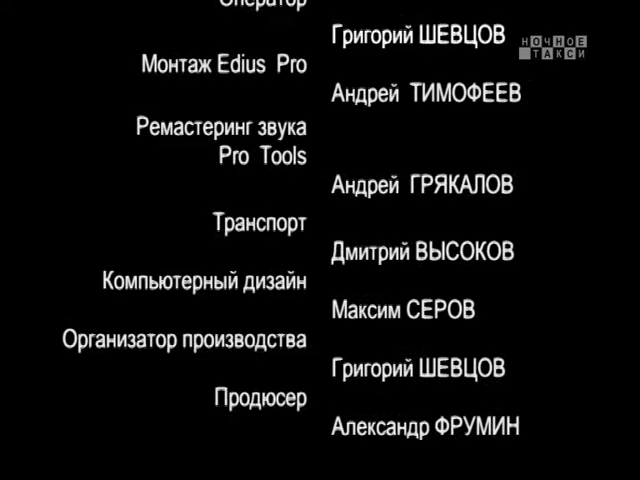 Оператор
Григорий ШЕВЦОВ
НОЧНОЕ
ТАКСИ
Монтаж Edius Pro
Андрей ТИМОФЕЕВ
Ремастеринг звука
Pro Tools
Андрей ГРЯКАЛОВ
Транспорт
Дмитрий ВЫСОКОВ
Компьютерный дизайн
Максим СЕРОВ
Организатор производства
Григорий ШЕВЦОВ
Продюсер
Александр ФРУМИН